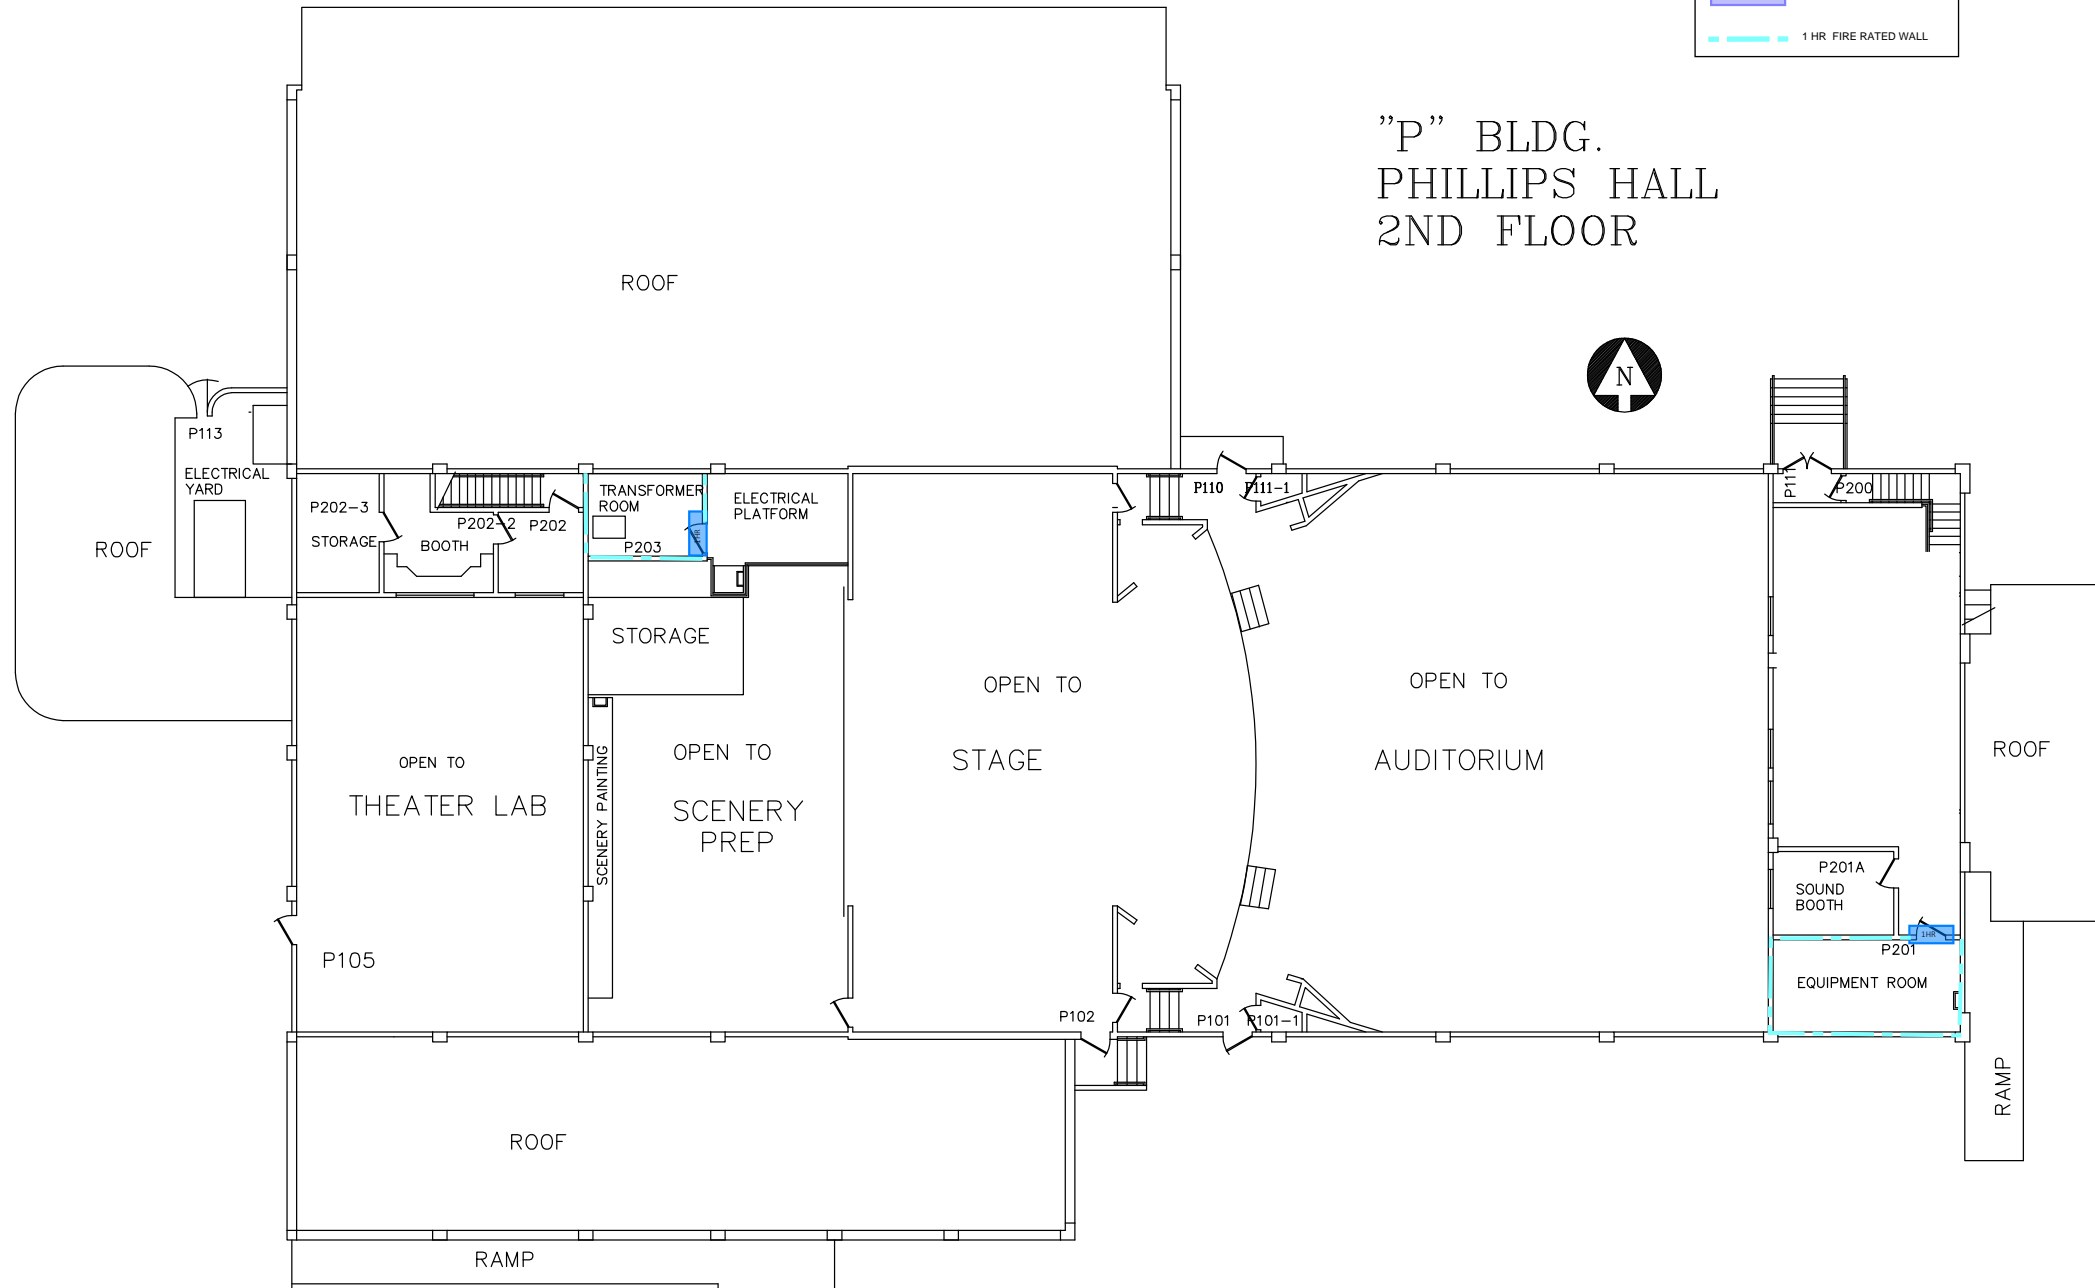 1 HR FIRE RATED WALL
"P" BLDG.
PHILLIPS HALL
2ND FLOOR
ROOF
N
P113
ELECTRICAL
YARD
ROOF
P202-3
STORAGE
P202-2
BOOTH
P202
TRANSFORMER
ROOM
P203
1HR
ELECTRICAL
PLATFORM
P110
P111-1
P111
P200
STORAGE
OPEN TO
STAGE
OPEN TO
AUDITORIUM
ROOF
OPEN TO
THEATER LAB
SCENERY PAINTING
OPEN TO
SCENERY
PREP
P201A
SOUND
BOOTH
1HR
P201
EQUIPMENT ROOM
P105
P102
P101
P101-1
RAMP
ROOF
RAMP